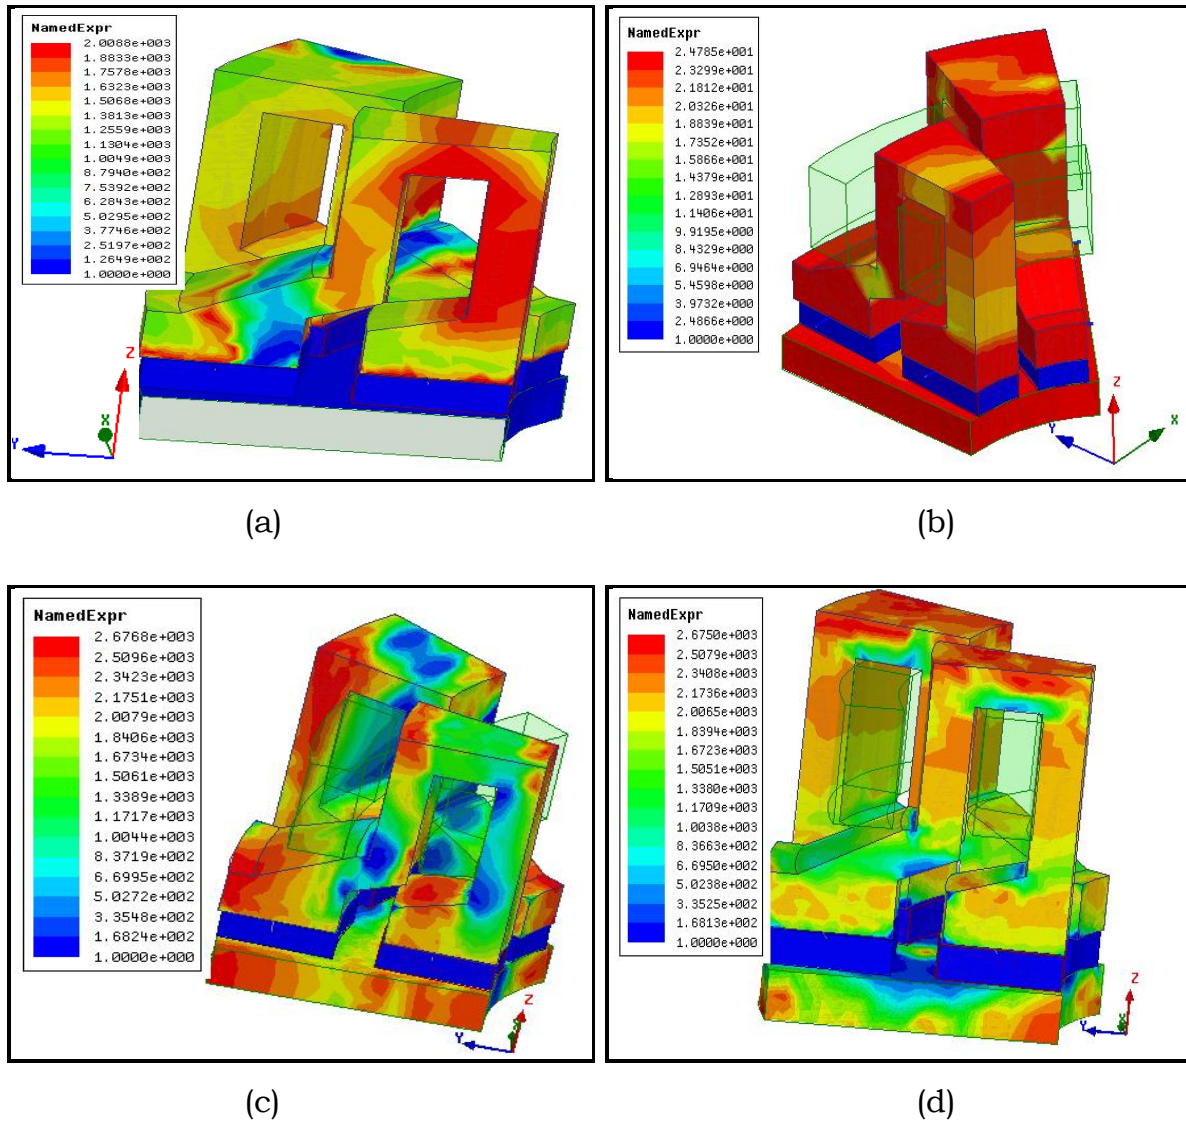 NamedExpr
2.0088e+003
1.8833e+003
1.7578e+003
1.6323e+003
1.5068e+003
1.3813e+003
1.2559e+003
1.1304e+003
1.0049e+003
8.7940e+002
7.5392e+002
6.2843e+002
5.0295e+002
3.7746e+002
2.5197e+002
1.2649e+002
1.0000e+000
Z
X
Y
(a)
NamedExpr
2.4785e+001
2.3299e+001
2.1812e+001
2.0326e+001
1.8839e+001
1.7352e+001
1.5866e+001
1.4379e+001
1.2893e+001
1.1406e+001
9.9195e+000
8.4329e+000
6.9464e+000
5.4598e+000
3.9732e+000
2.4866e+000
1.0000e+000
Z
X
Y
(b)
NamedExpr
2.6768e+003
2.5096e+003
2.3423e+003
2.1751e+003
2.0079e+003
1.8406e+003
1.6734e+003
1.5061e+003
1.3389e+003
1.1717e+003
1.0044e+003
8.3719e+002
6.6995e+002
5.0272e+002
3.3548e+002
1.6824e+002
1.0000e+000
Z
X
Y
(c)
NamedExpr
2.6750e+003
2.5079e+003
2.3408e+003
2.1736e+003
2.0065e+003
1.8394e+003
1.6723e+003
1.5051e+003
1.3380e+003
1.1709e+003
1.0038e+003
8.3663e+002
6.6950e+002
5.0238e+002
3.3525e+002
1.6813e+002
1.0000e+000
Z
X
Y
(d)